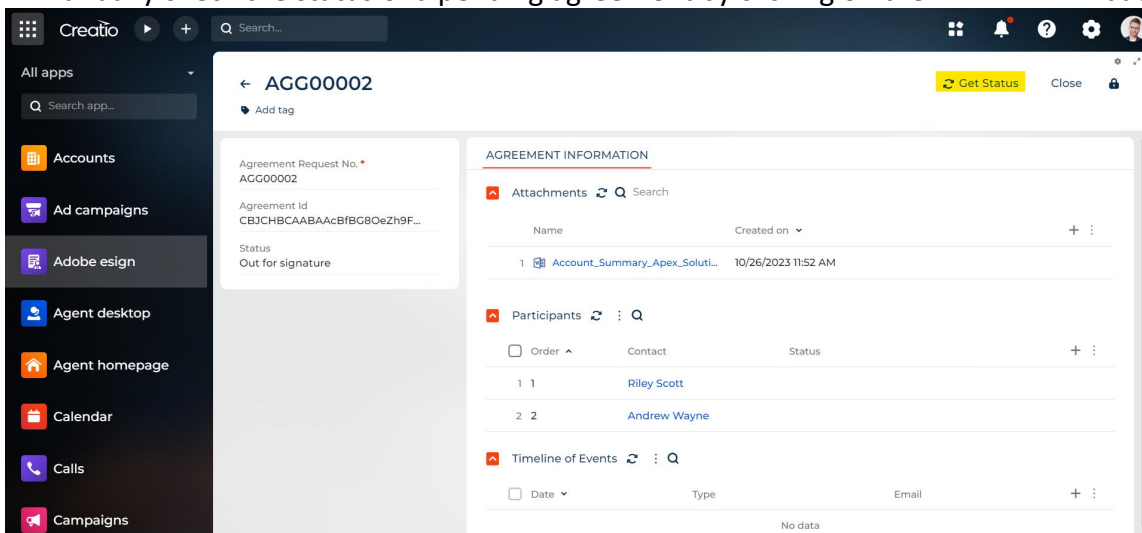 Creatio
Search...
All apps
Search app...
Accounts
Ad campaigns
Adobe esign
Agent desktop
Agent homepage
Calendar
Calls
Campaigns
← AGG00002
Add tag
Get Status
Close
Agreement Request No. *
AGG00002
Agreement Id
CBJCHBCAABAAcBfBG8OeZh9F...
Status
Out for signature
AGREEMENT INFORMATION
Attachments Search
Name Created on
1 Account_Summary_Apex_Soluti... 10/26/2023 11:52 AM
Participants
Order Contact Status
1 1 Riley Scott
2 2 Andrew Wayne
Timeline of Events
Date Type Email
No data